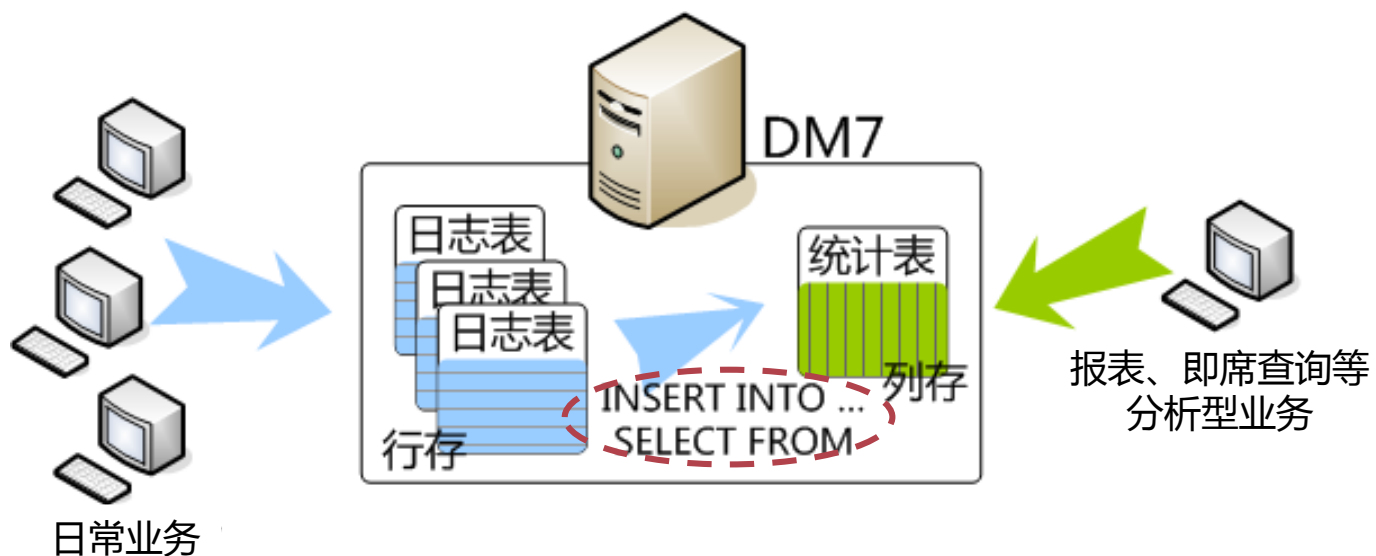 DM7
日志表
日志表
日志表
行存
INSERT INTO ...
SELECT FROM
统计表
列存
日常业务
报表、即席查询等
分析型业务